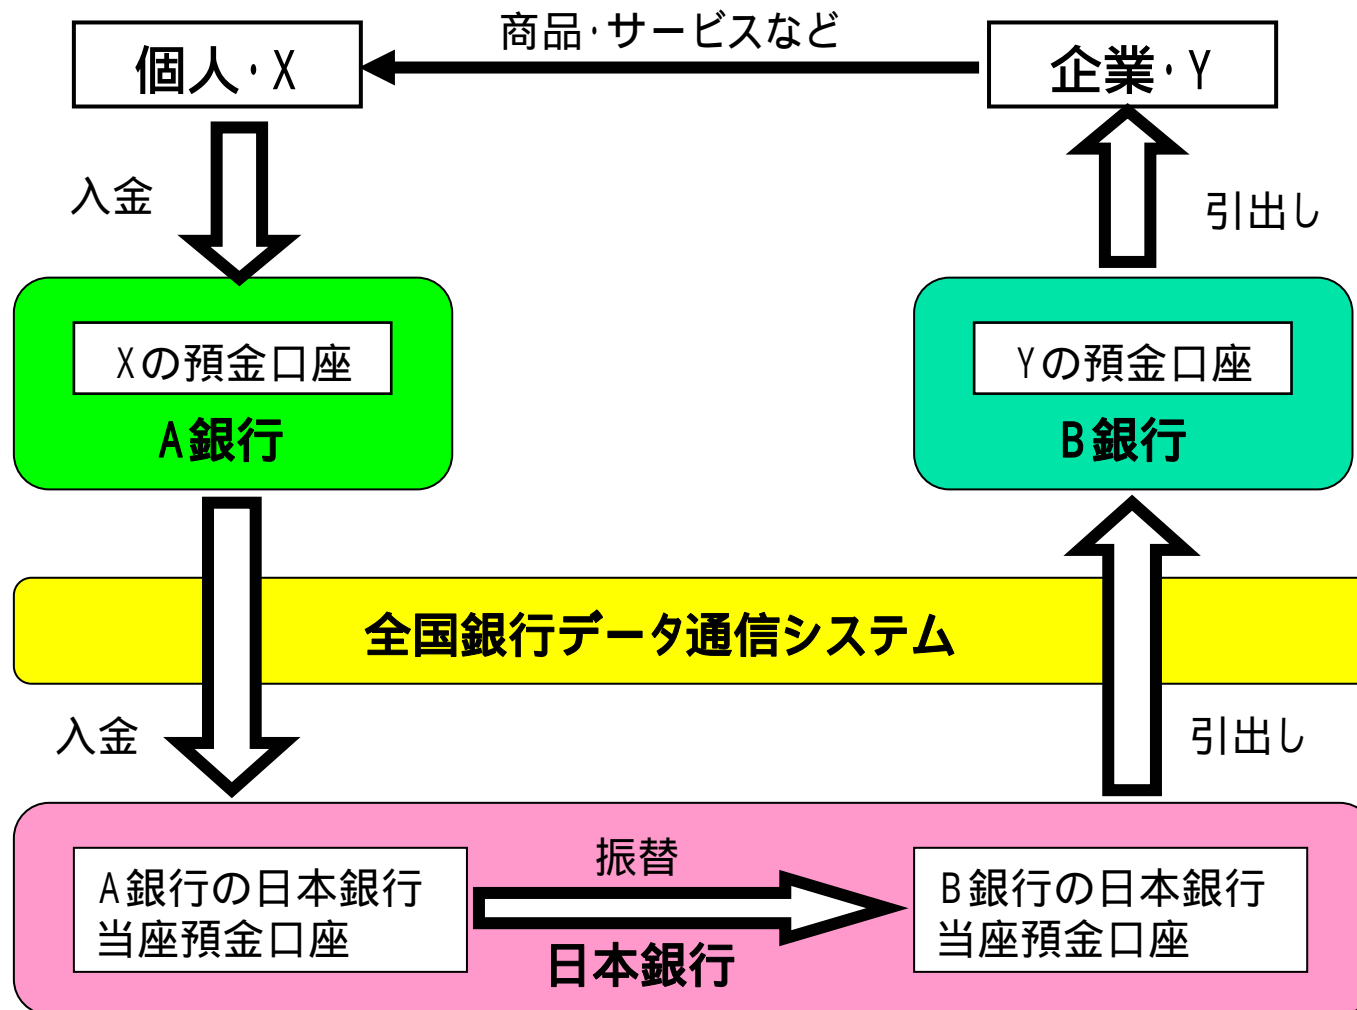 商品・サービスなど
個人・X
企業・Y
入金
引出し
Xの預金口座
Yの預金口座
A銀行
B銀行
全国銀行データ通信システム
入金
引出し
振替
A銀行の日本銀行
当座預金口座
B銀行の日本銀行
当座預金口座
日本銀行